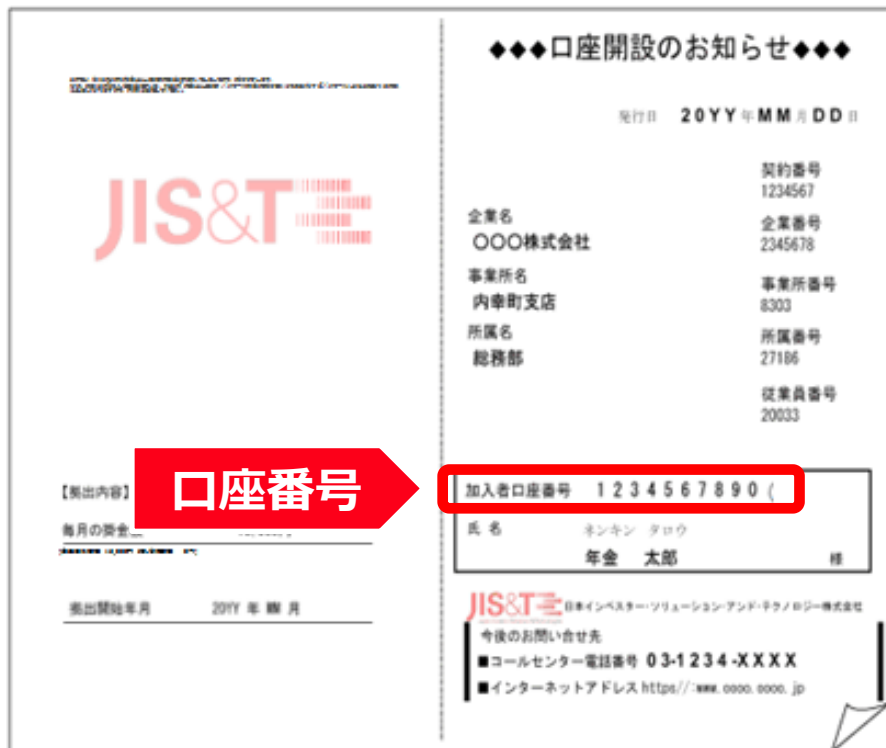 ◆◆◆口座開設のお知らせ◆◆◆
発行日 20YY年MM月DD日
契約番号
1234567
企業名
○○○株式会社
企業番号
2345678
事業所名
内幸町支店
事業所番号
8303
所属名
総務部
所属番号
27186
従業員番号
20033
JIS&T
口座番号
【拠出内容】
毎月の掛金
拠出開始年月 20YY 年 MM 月
加入者口座番号 1234567890 (
氏名 ネンキン タロウ
年金 太郎 様
JIS&T 日本インベスター・ソリューション・アンド・テクノロジー株式会社
今後のお問い合せ先
■コールセンター電話番号 03-1234-XXXX
■インターネットアドレス https//:www.oooo.oooo.jp